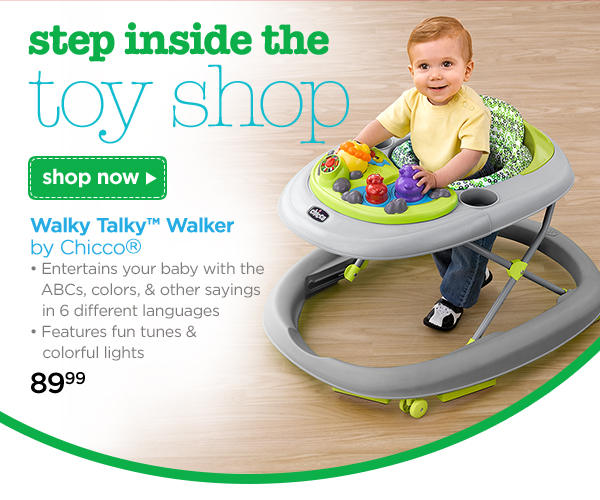 step inside the
toy shop
shop now
Walky Talky™ Walker
by Chicco®
• Entertains your baby with the
ABCs, colors, & other sayings
in 6 different languages
• Features fun tunes &
colorful lights
89⁹⁹
chicco